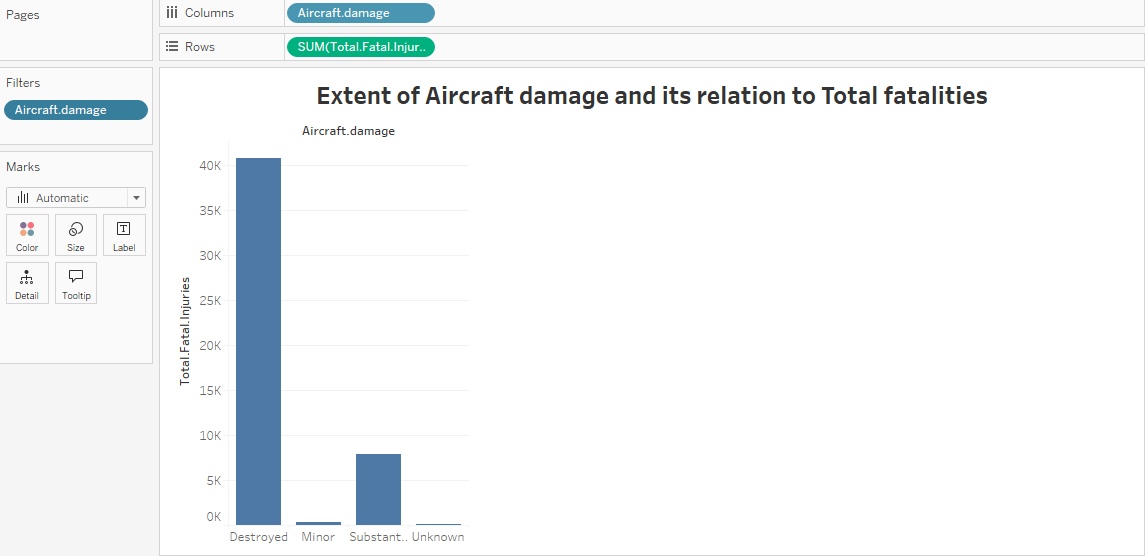 Pages
Columns
Aircraft.damage
Rows
SUM(Total.Fatal.Injur..
Filters
Aircraft.damage
Marks
Automatic
Color
Size
Label
Detail
Tooltip
Extent of Aircraft damage and its relation to Total fatalities
Aircraft.damage
Total.Fatal.Injuries
40K
35K
30K
25K
20K
15K
10K
5K
0K
Destroyed Minor Substant.. Unknown